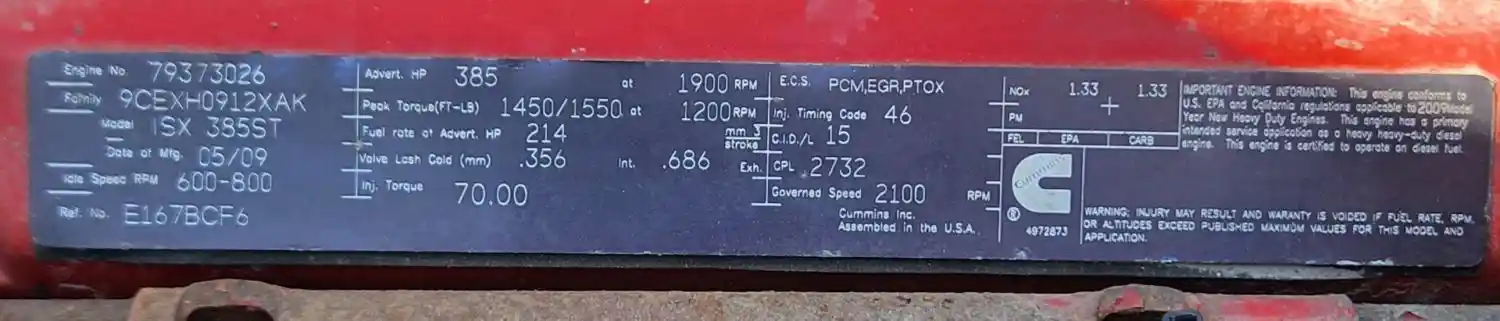 Engine No. 79373026
Family 9CEXH0912XAK
Model ISX 385ST
Date of Mfg. 05/09
Idle Speed RPM 600-800
Ref. No. E167BCF6
Advert. HP 385 at 1900 RPM
Peak Torque(FT-LB) 1450/1550 at 1200 RPM
Fuel rate at Advert. HP 214 mm 3 stroke
Valve Lash Cold (mm) .356 Int. .686 Exh.
Inj. Torque 70.00
E.C.S. PCM,EGR,PTOX
Inj. Timing Code 46
C.I.D./L 15
CPL 2732
Governed Speed 2100 RPM
Cummins Inc.
Assembled in the U.S.A.
NOx 1.33 1.33
PM
FEL EPA CARB
Cummins
®
4972873
IMPORTANT ENGINE INFORMATION: This engine conforms to
U.S. EPA and California regulations applicable to 2009Model
Year New Heavy Duty Engines. This engine has a primary
intended service application as a heavy heavy-duty diesel
engine. This engine is certified to operate on diesel fuel.
WARNING: INJURY MAY RESULT AND WARANTY IS VOIDED IF FUEL RATE, RPM,
OR ALTITUDES EXCEED PUBLISHED MAXIMUM VALUES FOR THIS MODEL AND
APPLICATION.